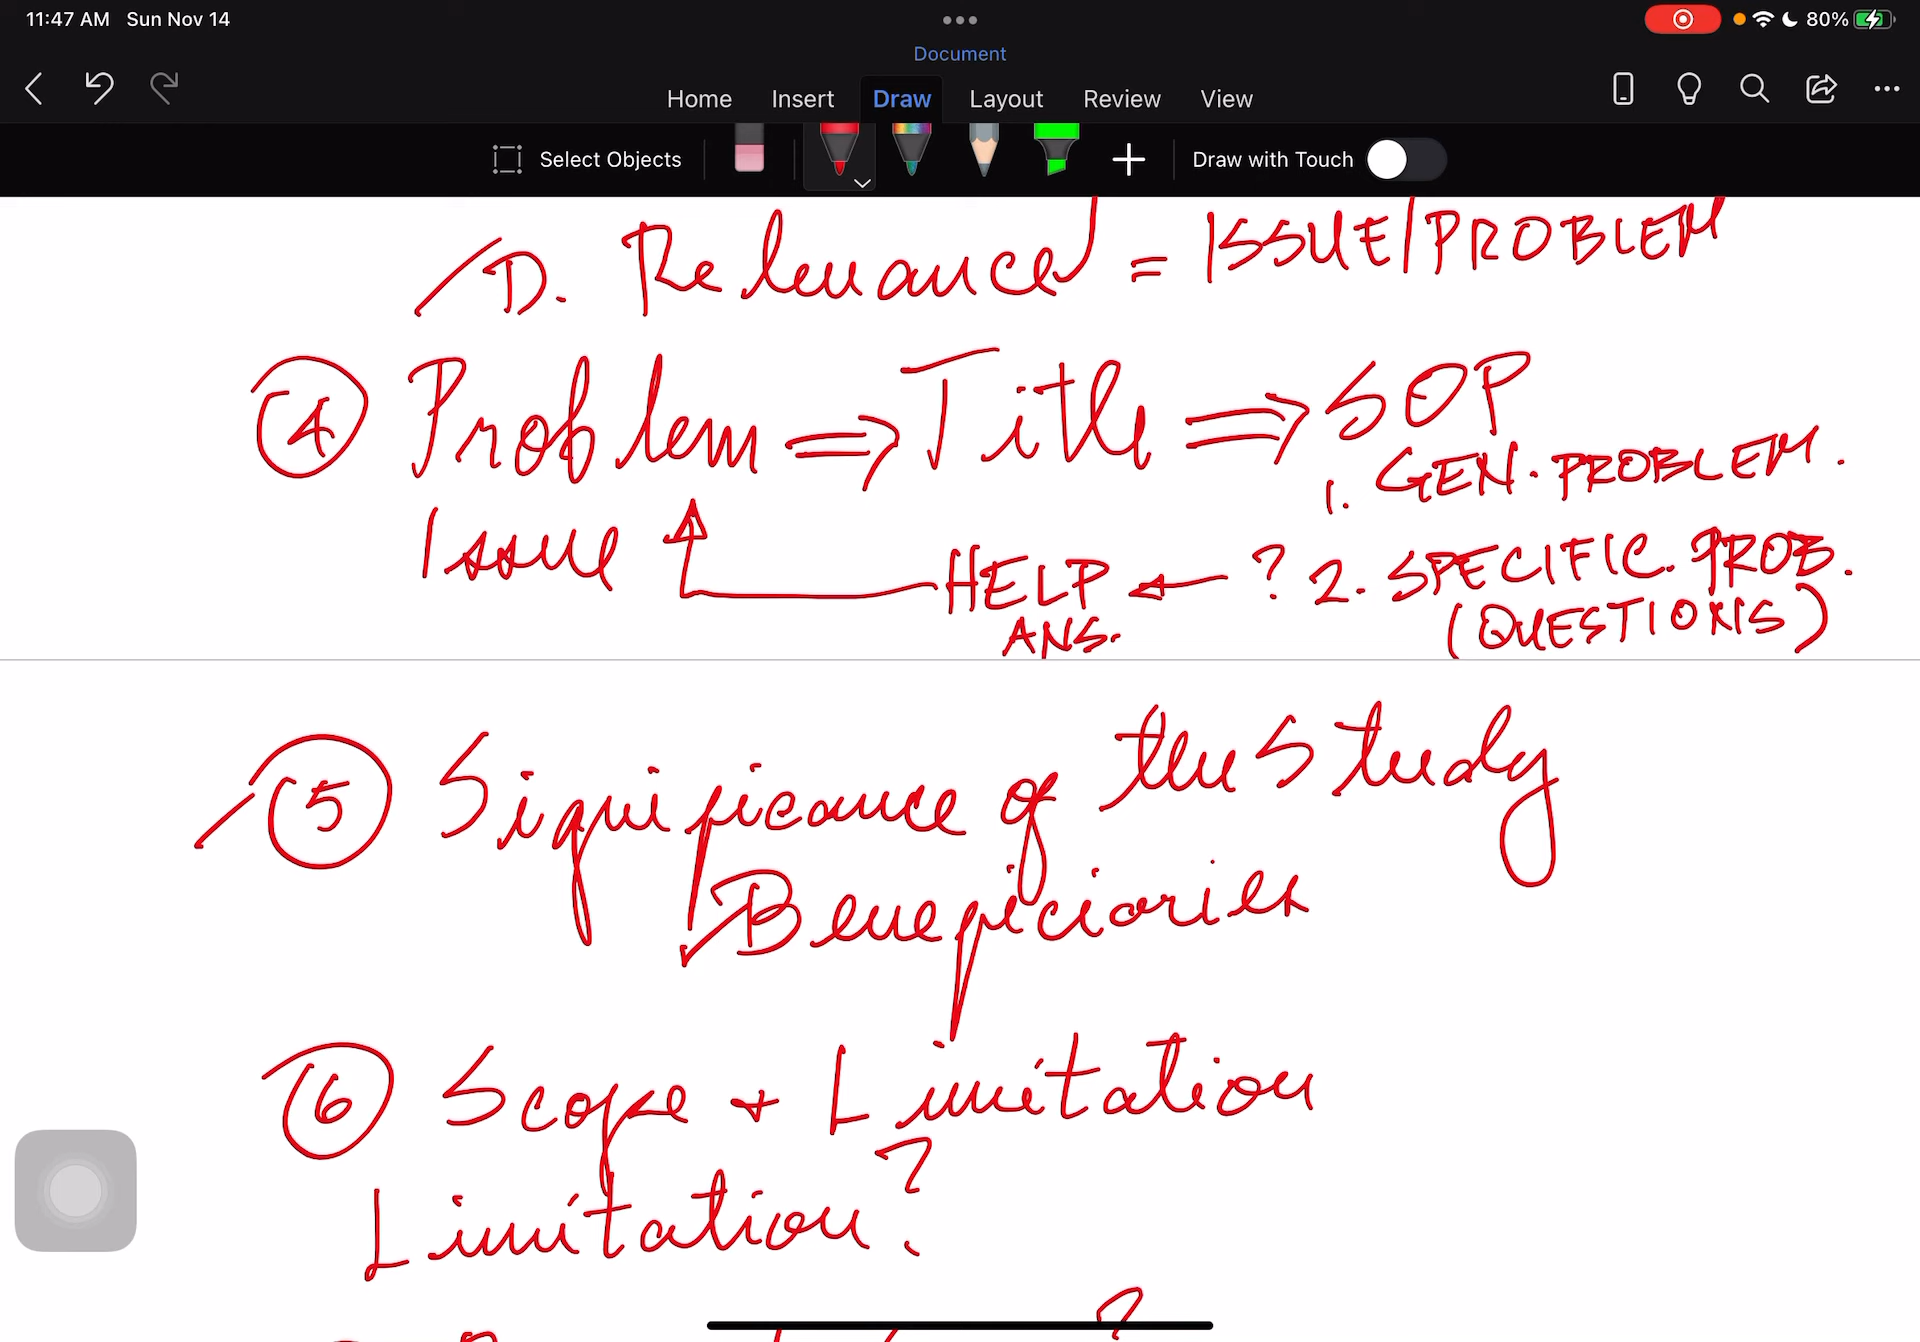 11:47 AM Sun Nov 14
80%
Document
Home Insert Draw Layout Review View
Select Objects
Draw with Touch
D. Relevance = ISSUE/PROBLEM
4 Problem ⇒ Title ⇒ SOP
1. GEN. PROBLEM.
Issue
HELP ← ? 2. SPECIFIC. PROB.
ANS. (QUESTIONS)
5 Significance of the Study
Beneficiaries
6 Scope + Limitation
?
Limitation?
?